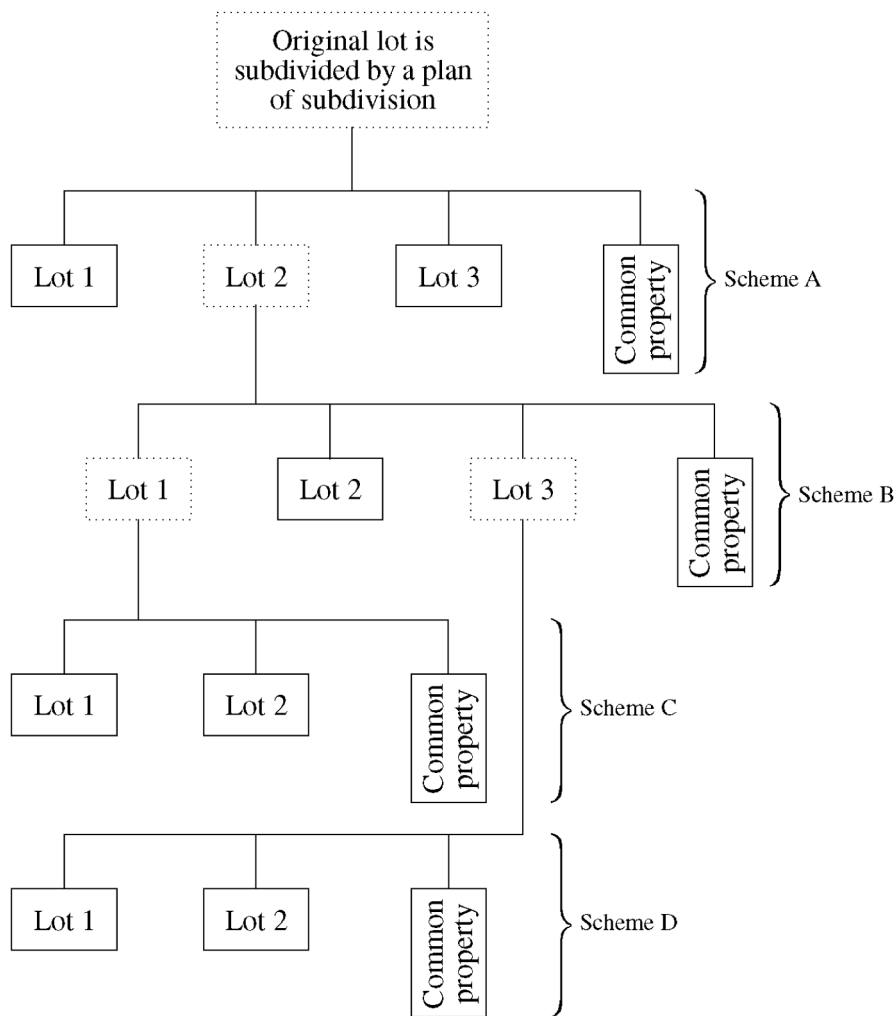 Original lot is
subdivided by a plan
of subdivision
Lot 1
Lot 2
Lot 3
Common
property
Scheme A
Lot 1
Lot 2
Lot 3
Common
property
Scheme B
Lot 1
Lot 2
Common
property
Scheme C
Lot 1
Lot 2
Common
property
Scheme D